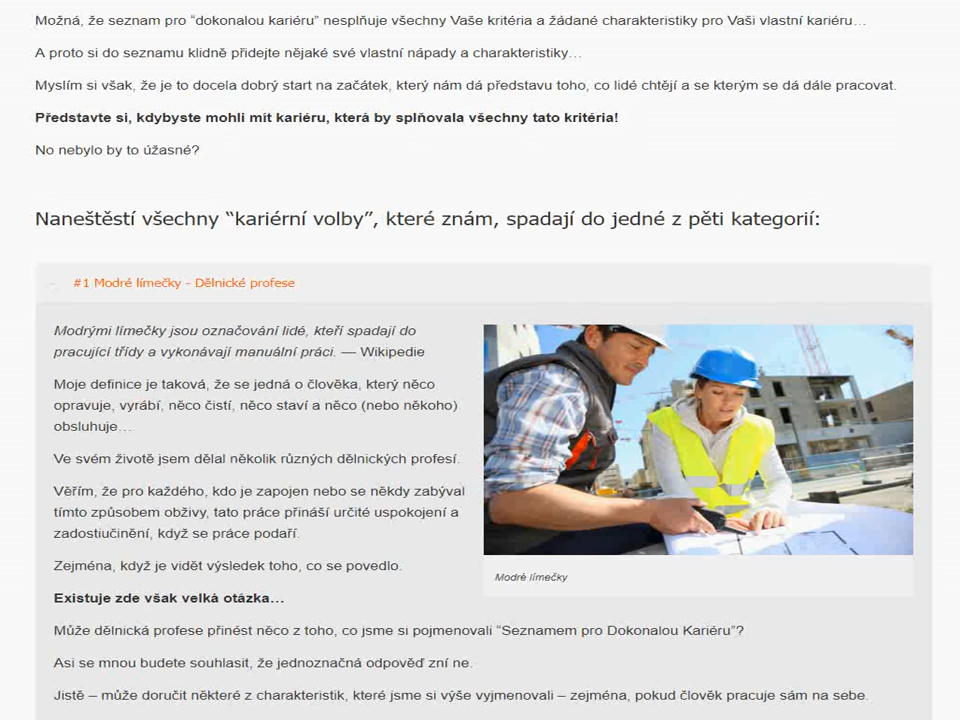 Možná, že seznam pro “dokonalou kariéru” nesplňuje všechny Vaše kritéria a žádané charakteristiky pro Vaši vlastní kariéru…
A proto si do seznamu klidně přidejte nějaké své vlastní nápady a charakteristiky…
Myslím si však, že je to docela dobrý start na začátek, který nám dá představu toho, co lidé chtějí a se kterým se dá dále pracovat.
Představte si, kdybyste mohli mít kariéru, která by splňovala všechny tato kritéria!
No nebylo by to úžasné?
Naneštěstí všechny “kariérní volby”, které znám, spadají do jedné z pěti kategorií:
#1 Modré límečky - Dělnické profese
Modrými límečky jsou označování lidé, kteří spadají do
pracující třídy a vykonávají manuální práci. — Wikipedie
Moje definice je taková, že se jedná o člověka, který něco
opravuje, vyrábí, něco čistí, něco staví a něco (nebo někoho)
obsluhuje…
Ve svém životě jsem dělal několik různých dělnických profesí.
Věřím, že pro každého, kdo je zapojen nebo se někdy zabýval
tímto způsobem obživy, tato práce přináší určité uspokojení a
zadostiučinění, když se práce podaří.
Zejména, když je vidět výsledek toho, co se povedlo.
Modré límečky
Existuje zde však velká otázka…
Může dělnická profese přinést něco z toho, co jsme si pojmenovali “Seznamem pro Dokonalou Kariéru”?
Asi se mnou budete souhlasit, že jednoznačná odpověď zní ne.
Jistě – může doručit některé z charakteristik, které jsme si výše vyjmenovali – zejména, pokud člověk pracuje sám na sebe.